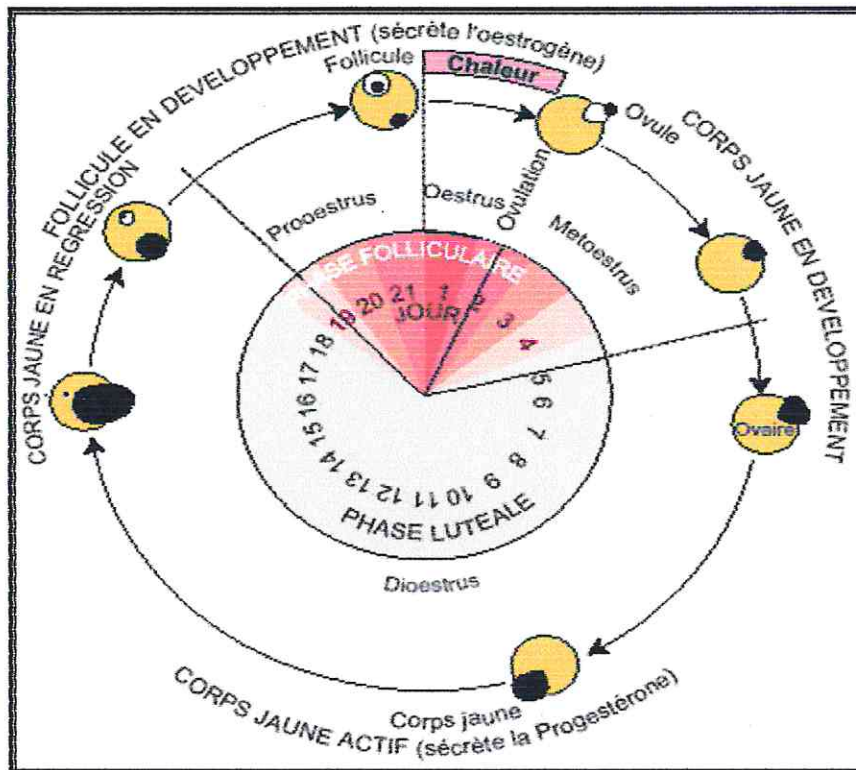 FOLLICULE EN DEVELOPPEMENT (sécrète l'oestrogène)
Follicule
Chaleur
Ovule
CORPS JAUNE EN DEVELOPPEMENT
Ovulation
Prooestrus
Oestrus
Metoestrus
PHASE FOLLICULAIRE
JOUR
1
2
3
4
5
6
7
8
9
10
11
12
13
14
15
16
17
18
19
20
21
PHASE LUTEALE
Ovaire
CORPS JAUNE EN REGRESSION
Dioestrus
Corps jaune
CORPS JAUNE ACTIF (sécrète la Progestérone)